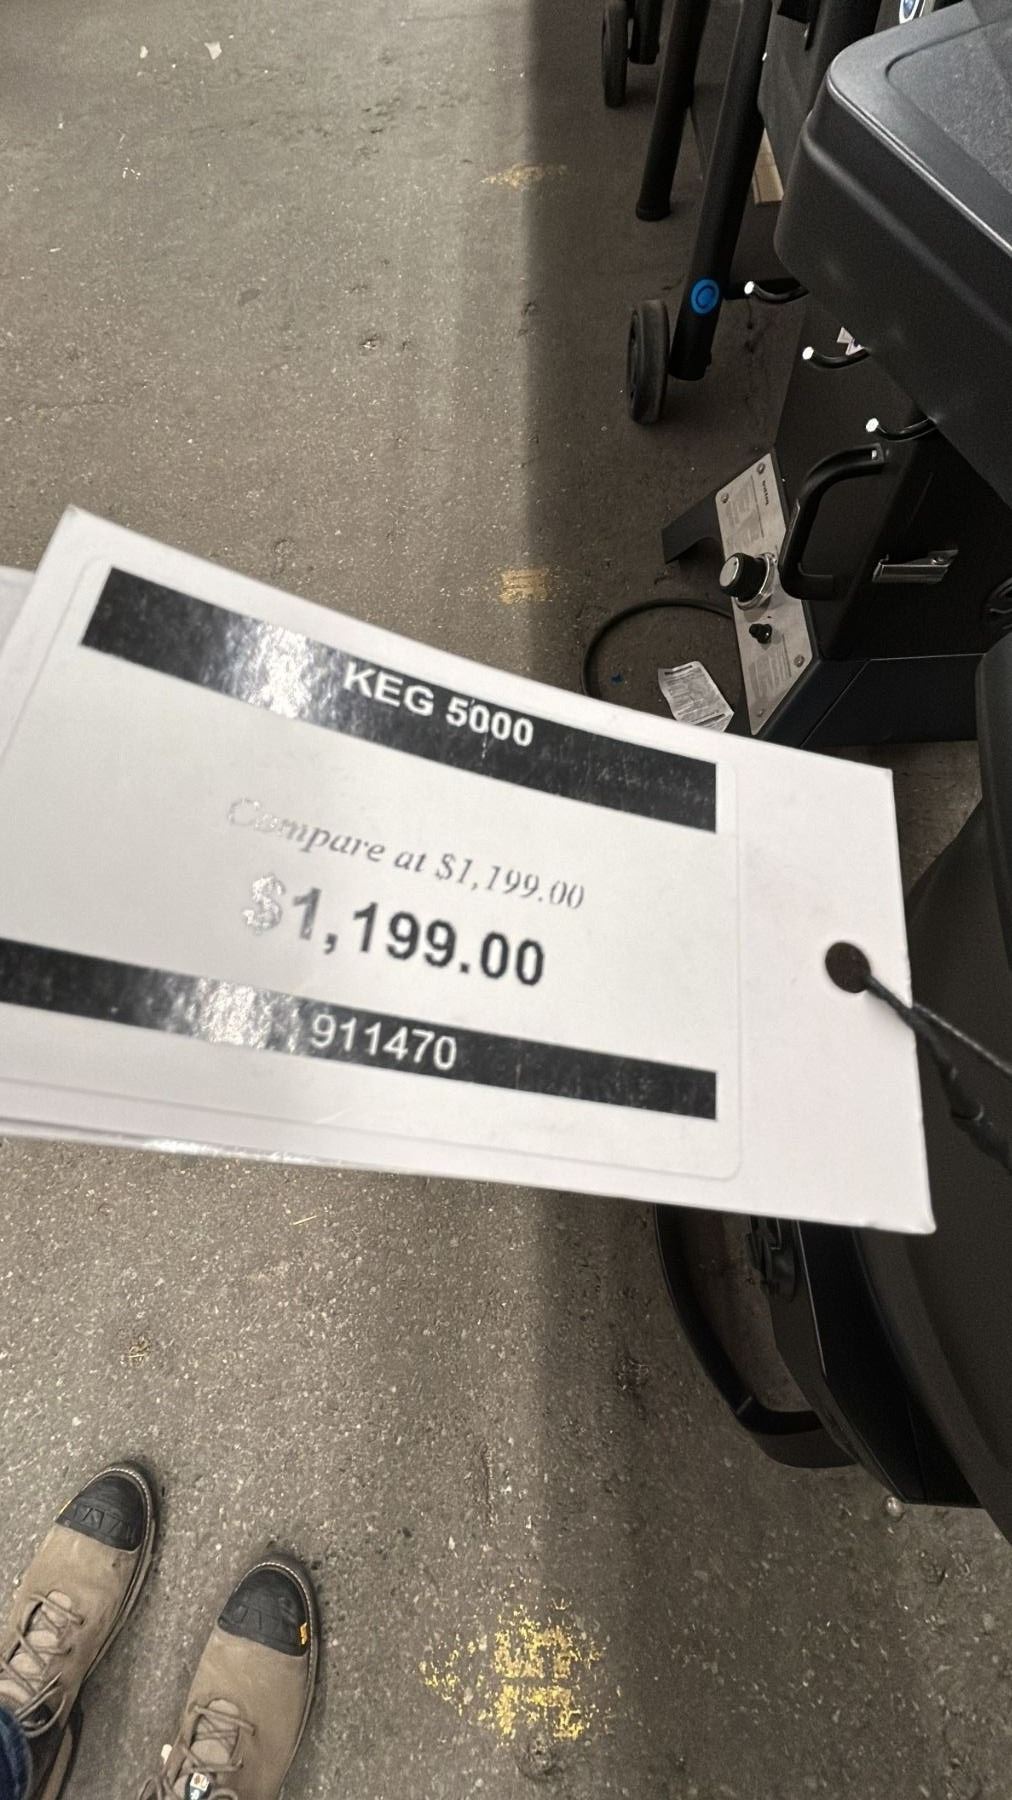 KEG 5000
Compare at $1,199.00
$1,199.00
911470